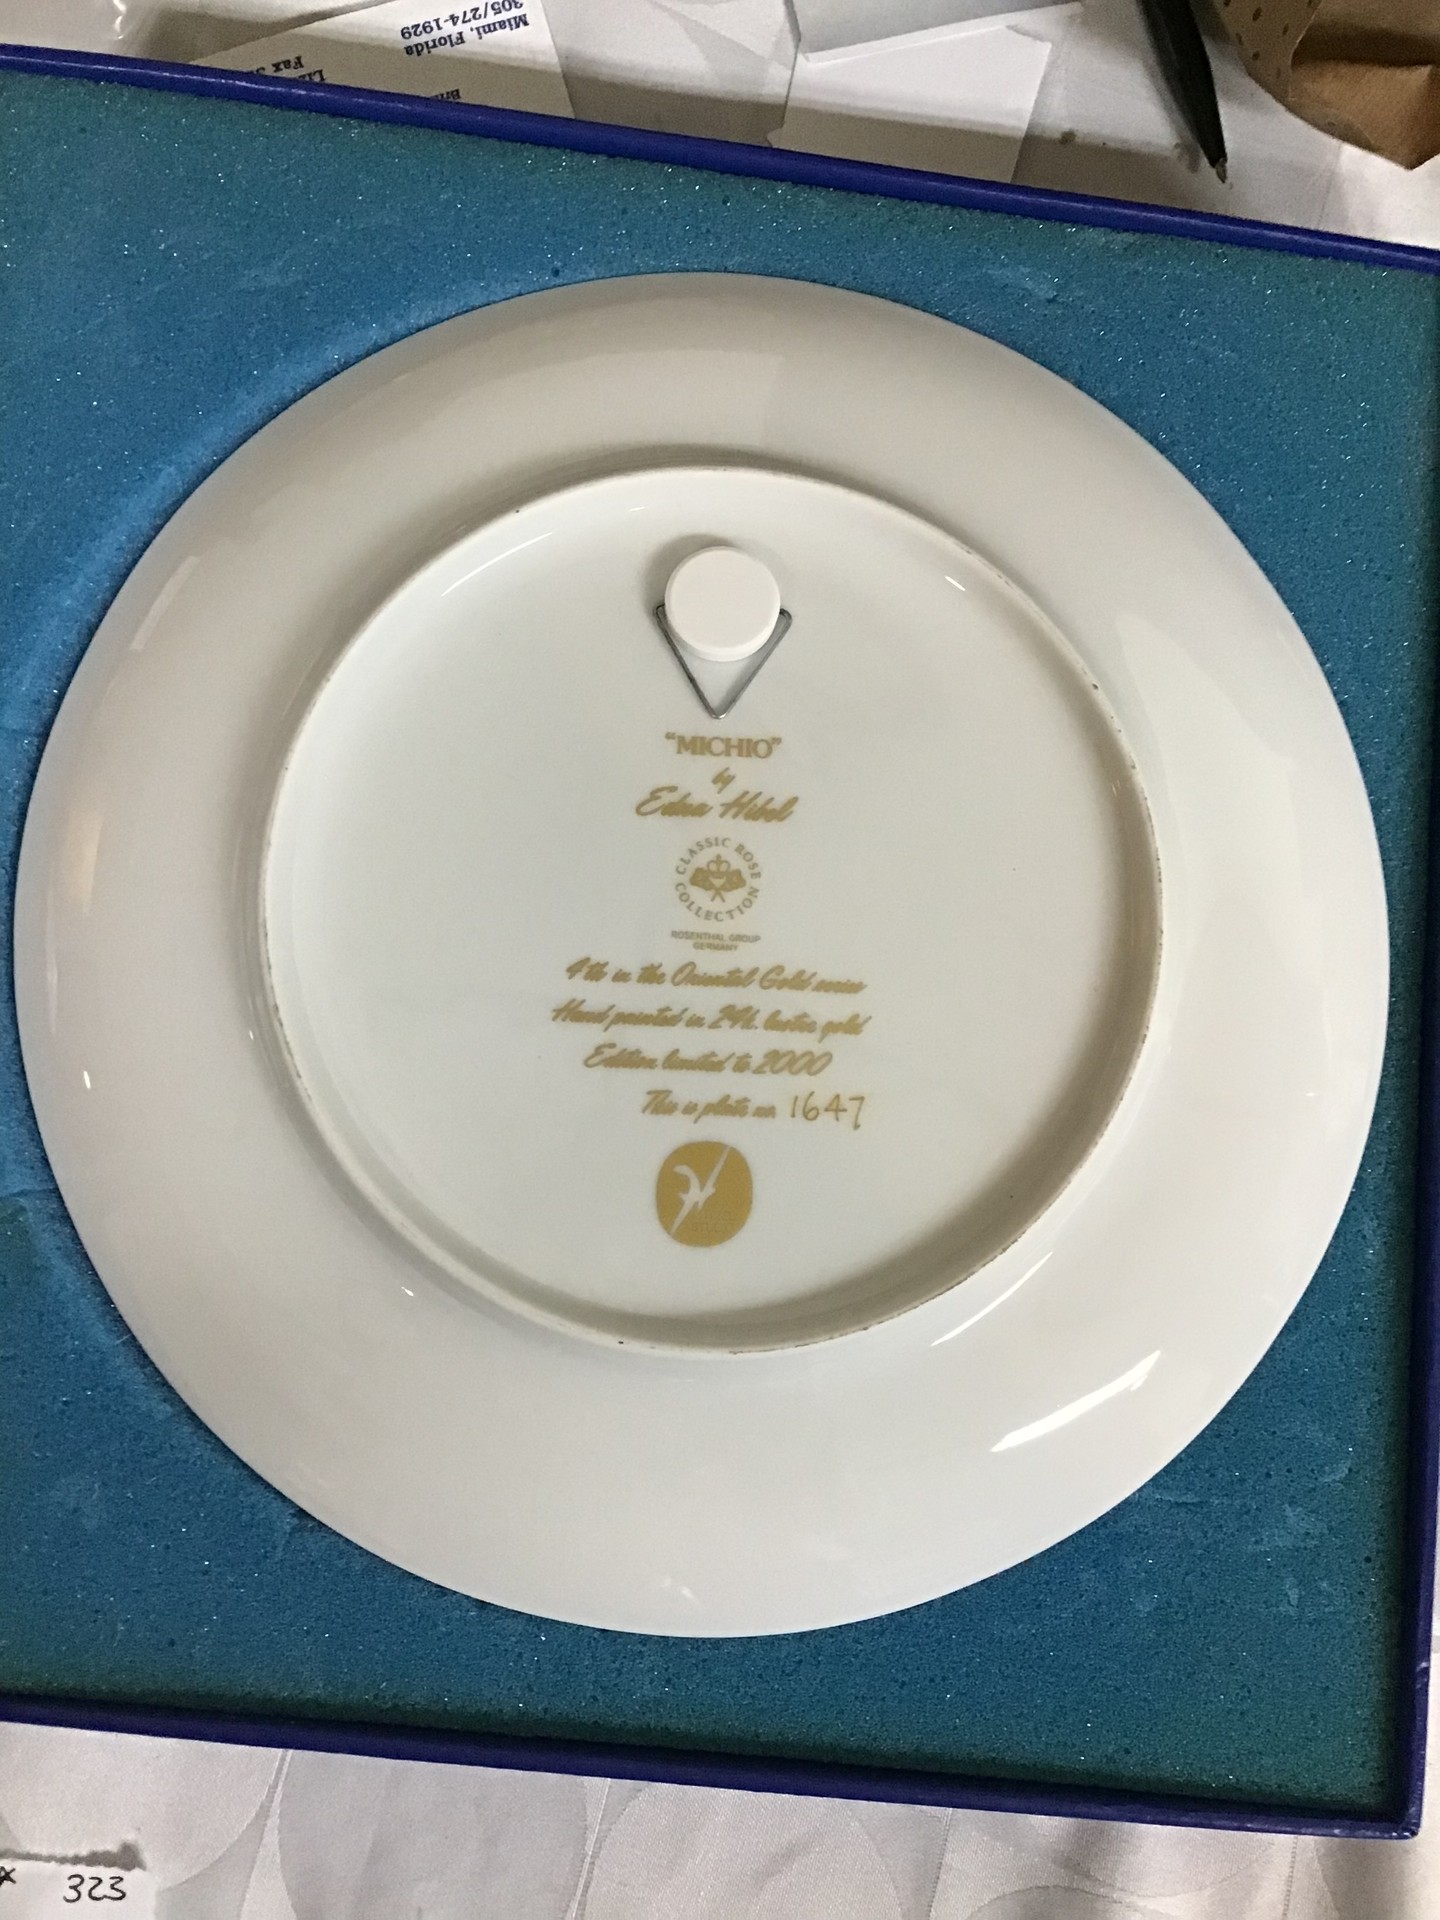 Miami, Florida
305/274-1929
Fax
"MICHIO"
by
Edna Hibel
CLASSIC ROSE COLLECTION
ROSENTHAL GROUP
GERMANY
4th in the Oriental Gold series
Hand painted in 24k. lustre gold
Edition limited to 2000
This is plate no. 1647
323